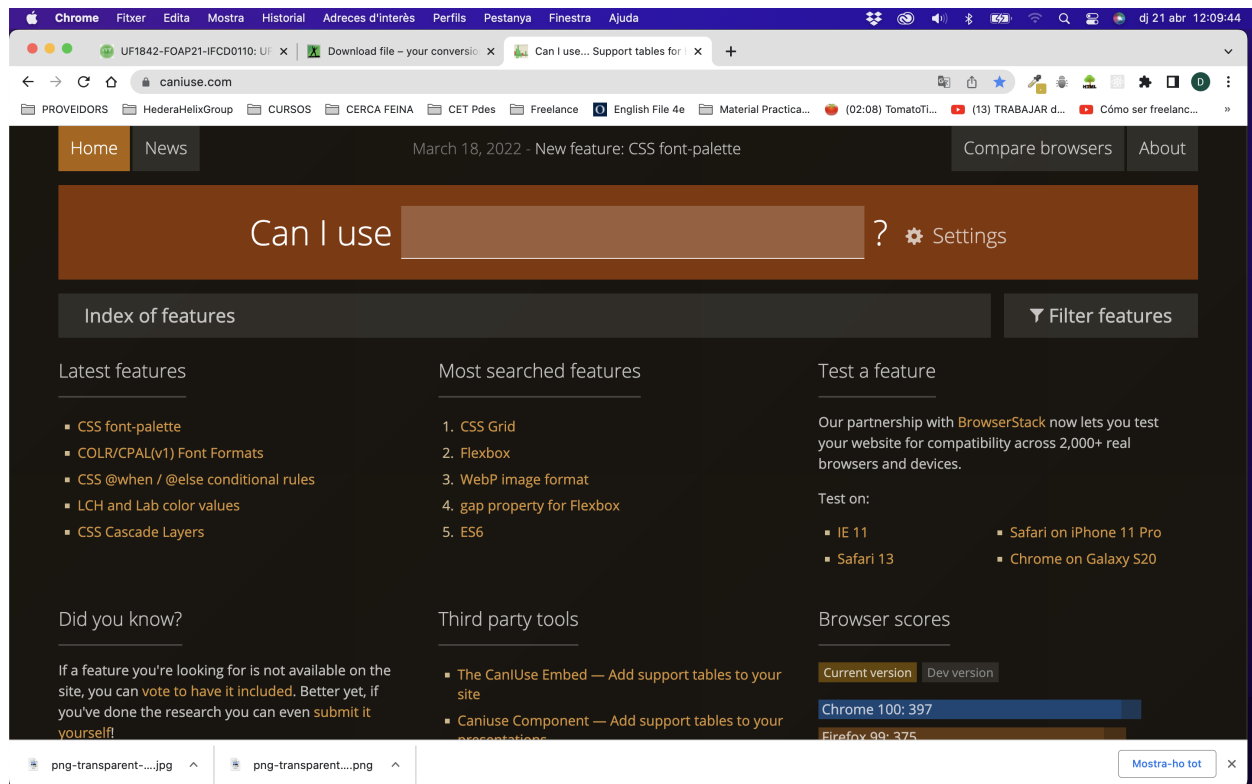 Chrome Fitxer Edita Mostra Historial Adreces d'interès Perfils Pestanya Finestra Ajuda dj 21 abr 12:09:44
UF1842-FOAP21-IFCD0110: UF Download file – your conversio Can I use... Support tables for
caniuse.com
PROVEIDORS HederaHelixGroup CURSOS CERCA FEINA CET Pdes Freelance English File 4e Material Practica... (02:08) TomatoTi... (13) TRABAJAR d... Cómo ser freelanc... »
Home News March 18, 2022 - New feature: CSS font-palette Compare browsers About
Can I use ? Settings
Index of features Filter features
Latest features
CSS font-palette
COLR/CPAL(v1) Font Formats
CSS @when / @else conditional rules
LCH and Lab color values
CSS Cascade Layers
Most searched features
1. CSS Grid
2. Flexbox
3. WebP image format
4. gap property for Flexbox
5. ES6
Test a feature
Our partnership with BrowserStack now lets you test
your website for compatibility across 2,000+ real
browsers and devices.
Test on:
IE 11
Safari 13
Safari on iPhone 11 Pro
Chrome on Galaxy S20
Did you know?
If a feature you're looking for is not available on the
site, you can vote to have it included. Better yet, if
you've done the research you can even submit it
yourself!
Third party tools
The CanIUse Embed — Add support tables to your
site
Caniuse Component — Add support tables to your
presentations
Browser scores
Current version Dev version
Chrome 100: 397
Firefox 99: 375
png-transparent-....jpg png-transparent....png Mostra-ho tot